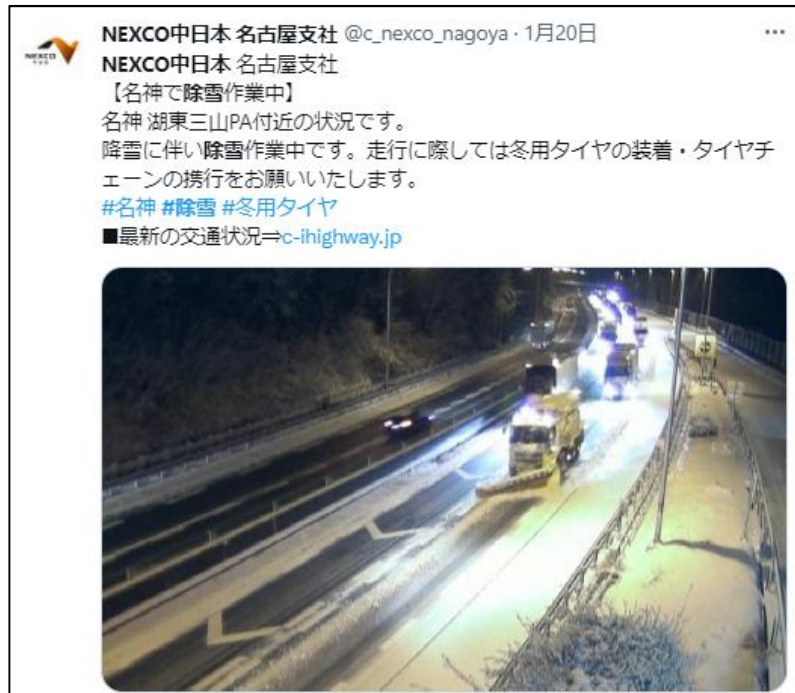 NEXCO中日本 名古屋支社 @c_nexco_nagoya · 1月20日
NEXCO
NEXCO中日本 名古屋支社
【名神で除雪作業中】
名神 湖東三山PA付近の状況です。
降雪に伴い除雪作業中です。走行に際しては冬用タイヤの装着・タイヤチ
ェーンの携行をお願いいたします。
#名神 #除雪 #冬用タイヤ
■最新の交通状況⇒c-ihighway.jp